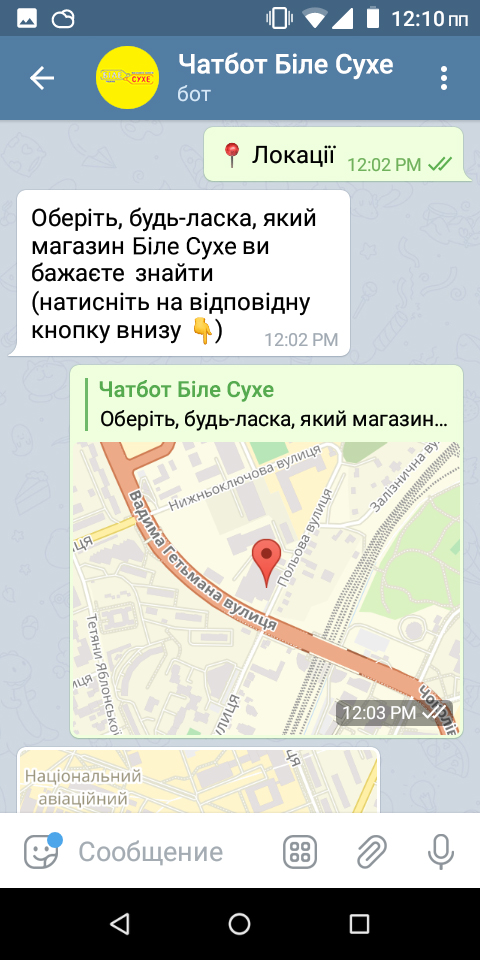 12:10 пп
Чатбот Біле Сухе
бот
📍 Локації
12:02 PM
Оберіть, будь-ласка, який
магазин Біле Сухе ви
бажаєте знайти
(натисніть на відповідну
кнопку внизу 👇)
12:02 PM
Чатбот Біле Сухе
Оберіть, будь-ласка, який магазин...
Нижньоключова вулиця
Залізнична ву
Вадима Гетьмана вулиця
Польова вулиця
иця
Тетяни Яблонської
улиця
Чоколі
12:03 PM
Національний
авіаційний
Сообщение